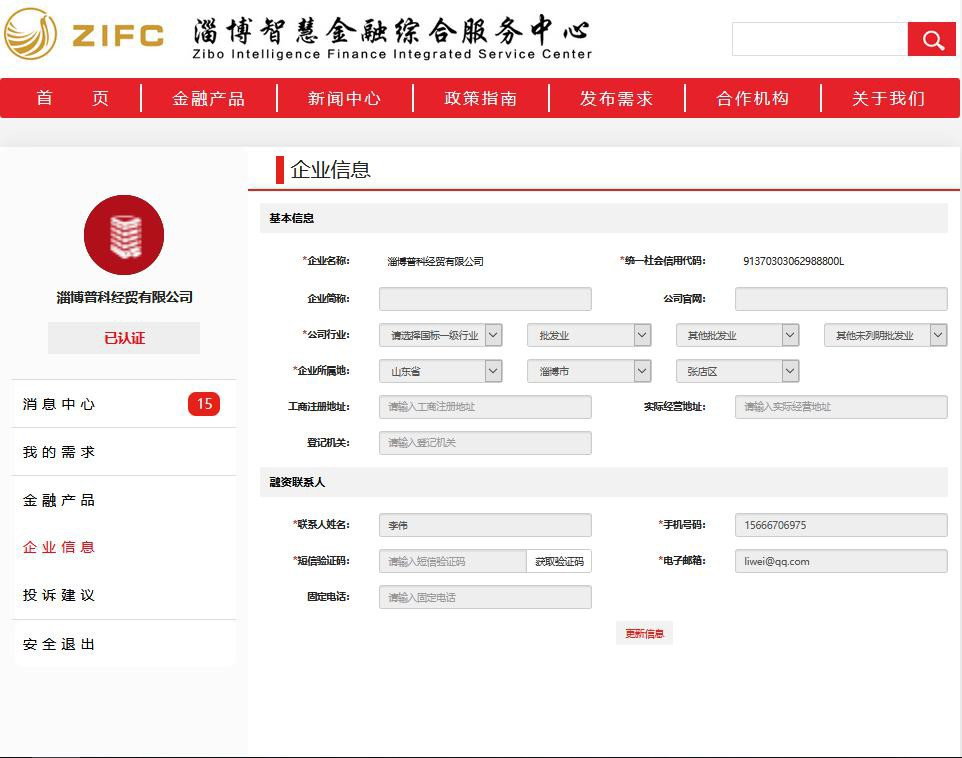 ZIFC 淄博智慧金融综合服务中心
Zibo Intelligence Finance Integrated Service Center
首 页 金融产品 新闻中心 政策指南 发布需求 合作机构 关于我们
企业信息
基本信息
*企业名称: 淄博普科经贸有限公司 *统一社会信用代码: 91370303062988800L
淄博普科经贸有限公司
企业简称: 公司官网:
已认证
*公司行业: 请选择国标一级行业 批发业 其他批发业 其他未列明批发业
*企业所属地: 山东省 淄博市 张店区
消息中心 15
工商注册地址: 请输入工商注册地址 实际经营地址: 请输入实际经营地址
登记机关: 请输入登记机关
我的需求
融资联系人
金融产品
*联系人姓名: 李伟 *手机号码: 15666706975
企业信息
*短信验证码: 请输入短信验证码 获取验证码 *电子邮箱: liwei@qq.com
投诉建议
固定电话: 请输入固定电话
更新信息
安全退出